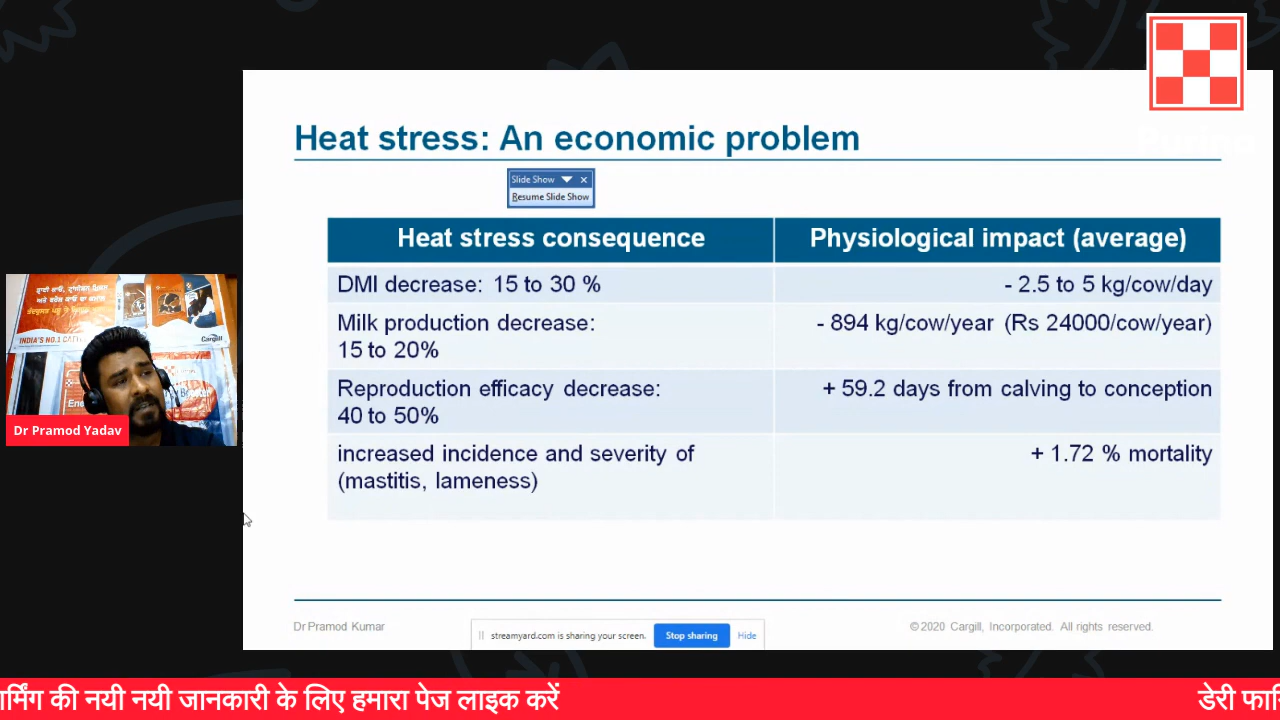 Heat stress: An economic problem
Slide Show
Resume Slide Show
Heat stress consequence
Physiological impact (average)
DMI decrease: 15 to 30 %
- 2.5 to 5 kg/cow/day
Milk production decrease:
15 to 20%
- 894 kg/cow/year (Rs 24000/cow/year)
Reproduction efficacy decrease:
40 to 50%
+ 59.2 days from calving to conception
increased incidence and severity of
(mastitis, lameness)
+ 1.72 % mortality
INDIA'S NO.1
Cargill
Dr Pramod Yadav
Dr Pramod Kumar
streamyard.com is sharing your screen.
Stop sharing
Hide
© 2020 Cargill, Incorporated. All rights reserved.
की नयी नयी जानकारी के लिए हमारा पेज लाइक करें
डेरी